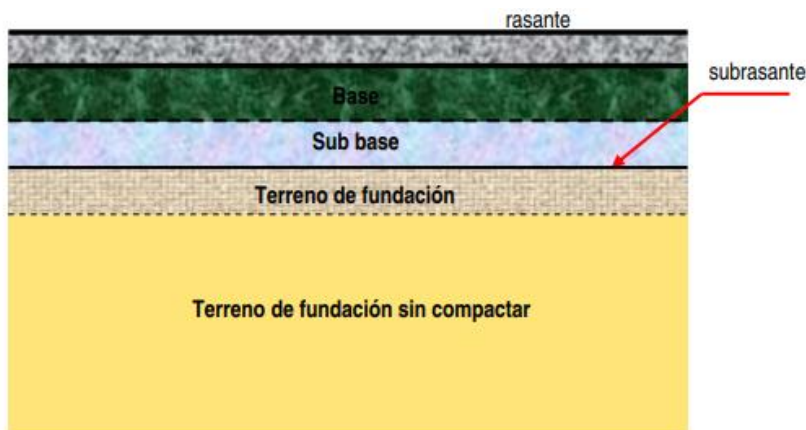 rasante
subrasante
Base
Sub base
Terreno de fundación
Terreno de fundación sin compactar